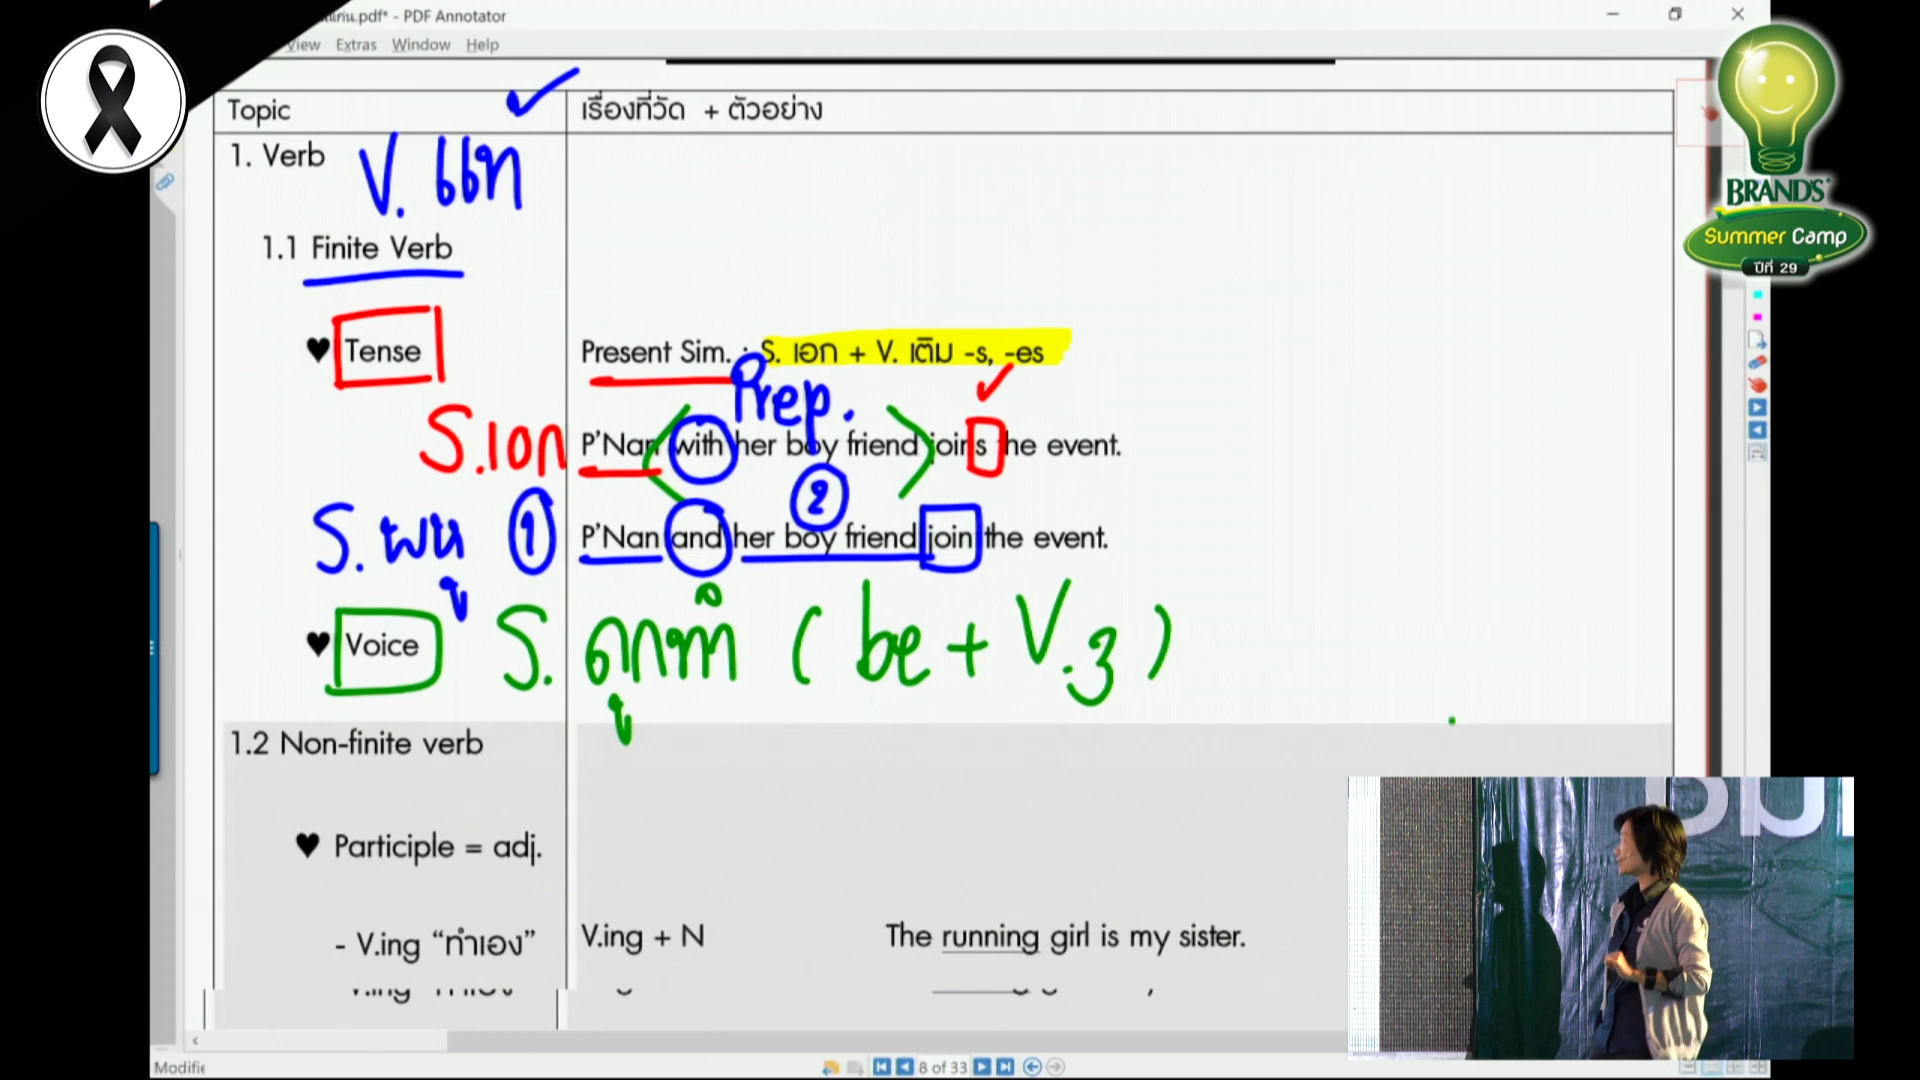 แก่น.pdf* - PDF Annotator
View Extras Window Help
Topic
เรื่องที่วัด + ตัวอย่าง
1. Verb
V. แท้
1.1 Finite Verb
♥ Tense
Present Sim. : S. เอก + V. เติม -s, -es
Prep.
S.เอก
P'Nan with her boy friend joins the event.
2
S. พหู 1
P'Nan and her boy friend join the event.
♥ Voice
S. ถูกทำ ( be + V.3 )
1.2 Non-finite verb
♥ Participle = adj.
- V.ing "ทำเอง"
V.ing + N
The running girl is my sister.
8 of 33
BRAND'S
Summer Camp
ปีที่ 29